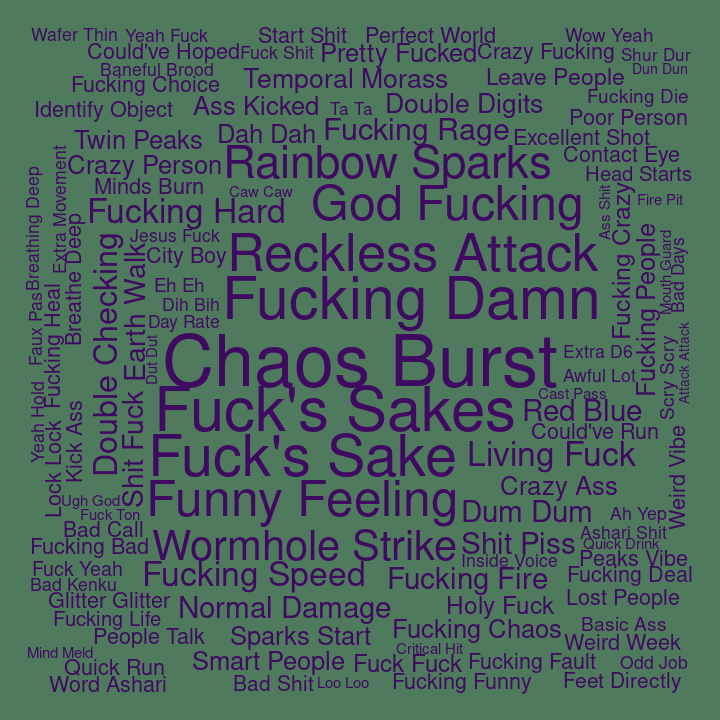 Wafer Thin
Yeah Fuck
Start Shit
Perfect World
Wow Yeah
Could've Hoped
Fuck Shit
Pretty Fucked
Crazy Fucking
Shur Dur
Baneful Brood
Dun Dun
Fucking Choice
Temporal Morass
Leave People
Identify Object
Ass Kicked
Ta Ta
Double Digits
Fucking Die
Poor Person
Twin Peaks
Dah Dah
Fucking Rage
Excellent Shot
Crazy Person
Rainbow Sparks
Contact Eye
Head Starts
Minds Burn
Caw Caw
Ass Shit
Fire Pit
Breathing Deep
Extra Movement
Fucking Hard
God Fucking
Fucking Crazy
Jesus Fuck
City Boy
Reckless Attack
Fucking People
Mouth Guard
Bad Days
Breathe Deep
Double Checking
Earth Walk
Eh Eh
Dih Bih
Fucking Damn
Faux Pas
Fucking Heal
Day Rate
Dut Dut
Chaos Burst
Extra D6
Awful Lot
Scry Scry
Attack Attack
Cast Pass
Yeah Hold
Kick Ass
Shit Fuck
Fuck's Sakes
Red Blue
Could've Run
Lock Lock
Fuck's Sake
Living Fuck
Weird Vibe
Crazy Ass
Ugh God
Fuck Ton
Funny Feeling
Dum Dum
Ah Yep
Bad Call
Ashari Shit
Fucking Bad
Wormhole Strike
Shit Piss
Quick Drink
Inside Voice
Peaks Vibe
Fuck Yeah
Fucking Speed
Fucking Fire
Fucking Deal
Bad Kenku
Glitter Glitter
Normal Damage
Holy Fuck
Lost People
Fucking Life
People Talk
Sparks Start
Fucking Chaos
Basic Ass
Weird Week
Mind Meld
Critical Hit
Quick Run
Smart People
Fuck Fuck
Fucking Fault
Odd Job
Word Ashari
Bad Shit
Loo Loo
Fucking Funny
Feet Directly